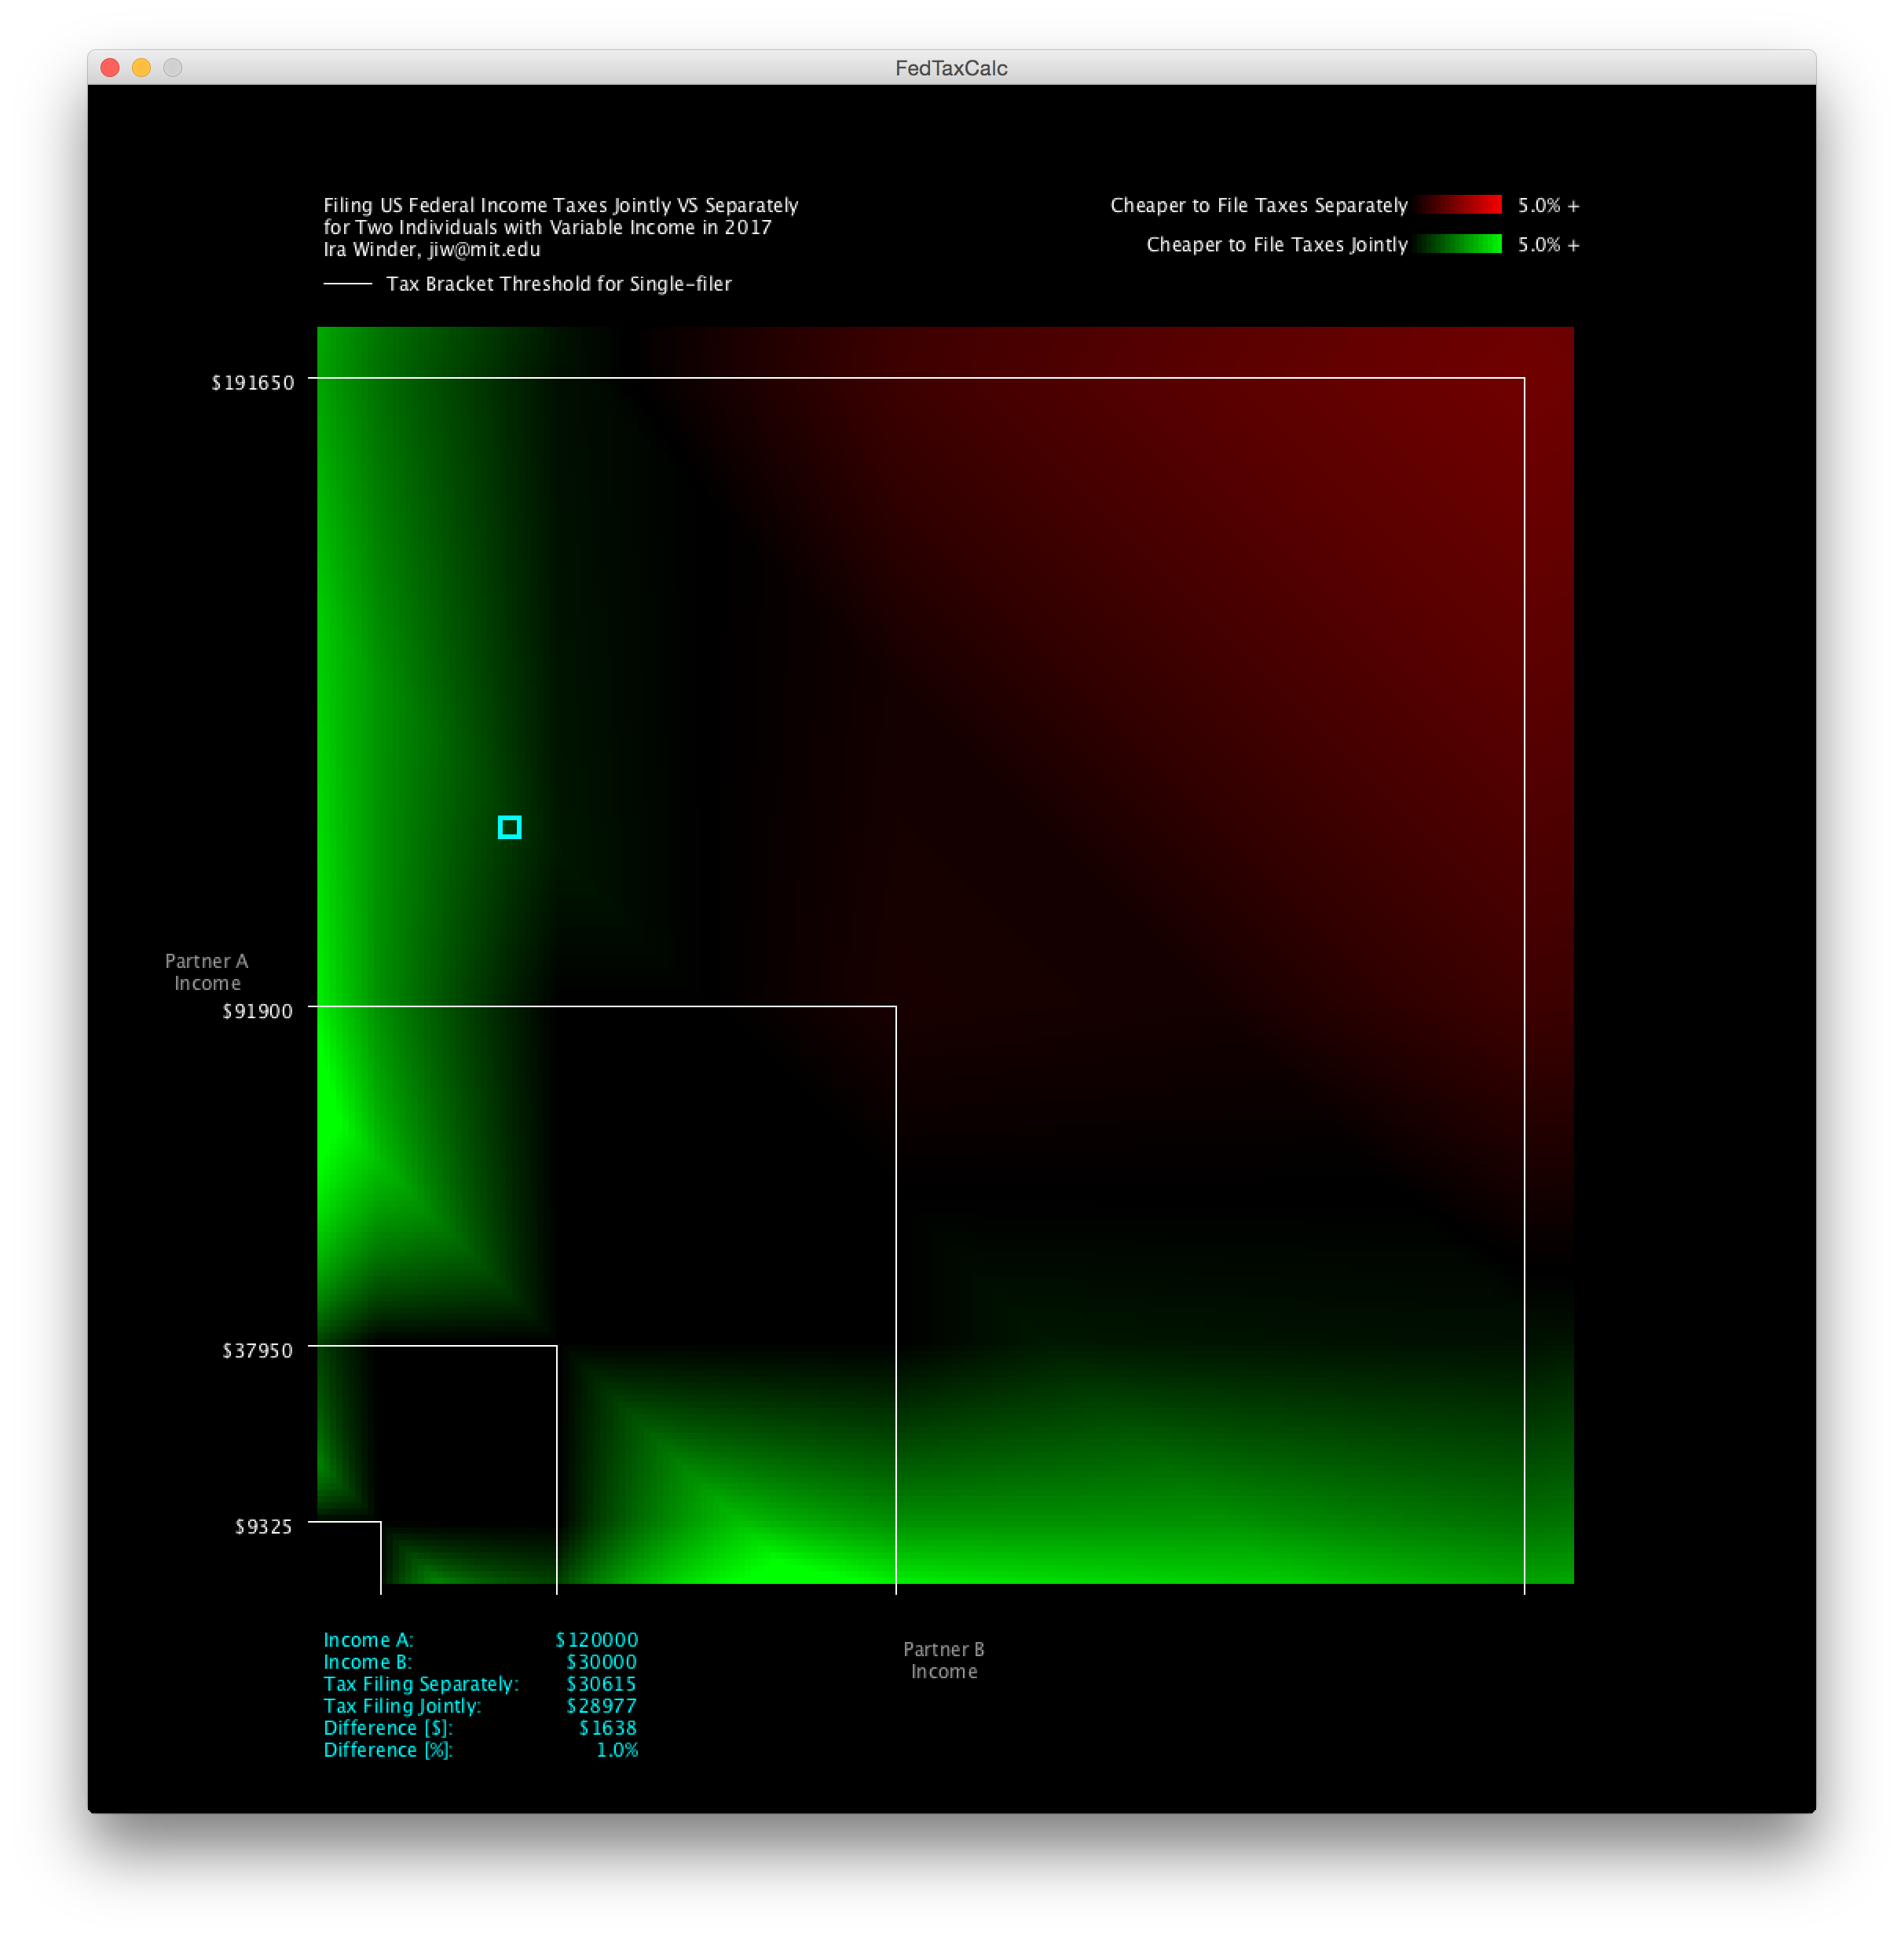 FedTaxCalc
Filing US Federal Income Taxes Jointly VS Separately
for Two Individuals with Variable Income in 2017
Ira Winder, jiw@mit.edu
Tax Bracket Threshold for Single-filer
Cheaper to File Taxes Separately 5.0% +
Cheaper to File Taxes Jointly 5.0% +
$191650
Partner A
Income
$91900
$37950
$9325
Income A: $120000
Income B: $30000
Tax Filing Separately: $30615
Tax Filing Jointly: $28977
Difference [$]: $1638
Difference [%]: 1.0%
Partner B
Income